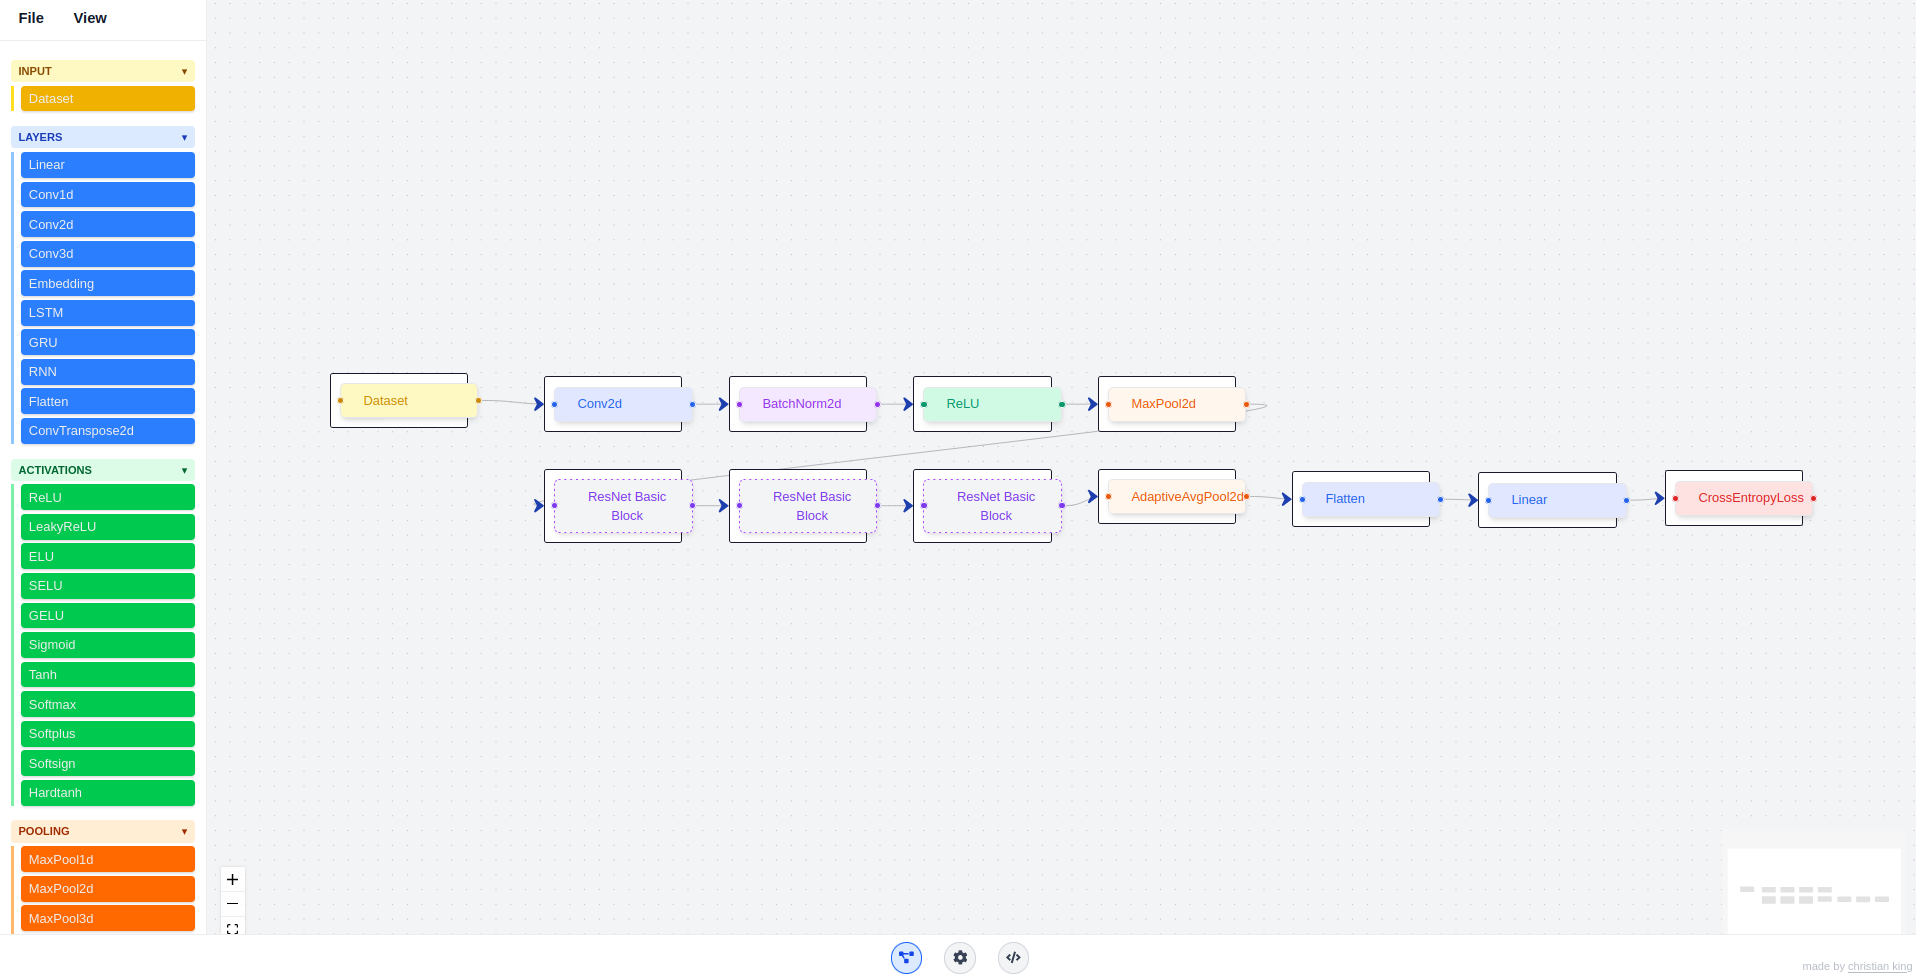 File View
INPUT
Dataset
LAYERS
Linear
Conv1d
Conv2d
Conv3d
Embedding
LSTM
GRU
RNN
Flatten
ConvTranspose2d
ACTIVATIONS
ReLU
LeakyReLU
ELU
SELU
GELU
Sigmoid
Tanh
Softmax
Softplus
Softsign
Hardtanh
POOLING
MaxPool1d
MaxPool2d
MaxPool3d
Dataset
Conv2d
BatchNorm2d
ReLU
MaxPool2d
ResNet Basic
Block
ResNet Basic
Block
ResNet Basic
Block
AdaptiveAvgPool2d
Flatten
Linear
CrossEntropyLoss
made by christian king